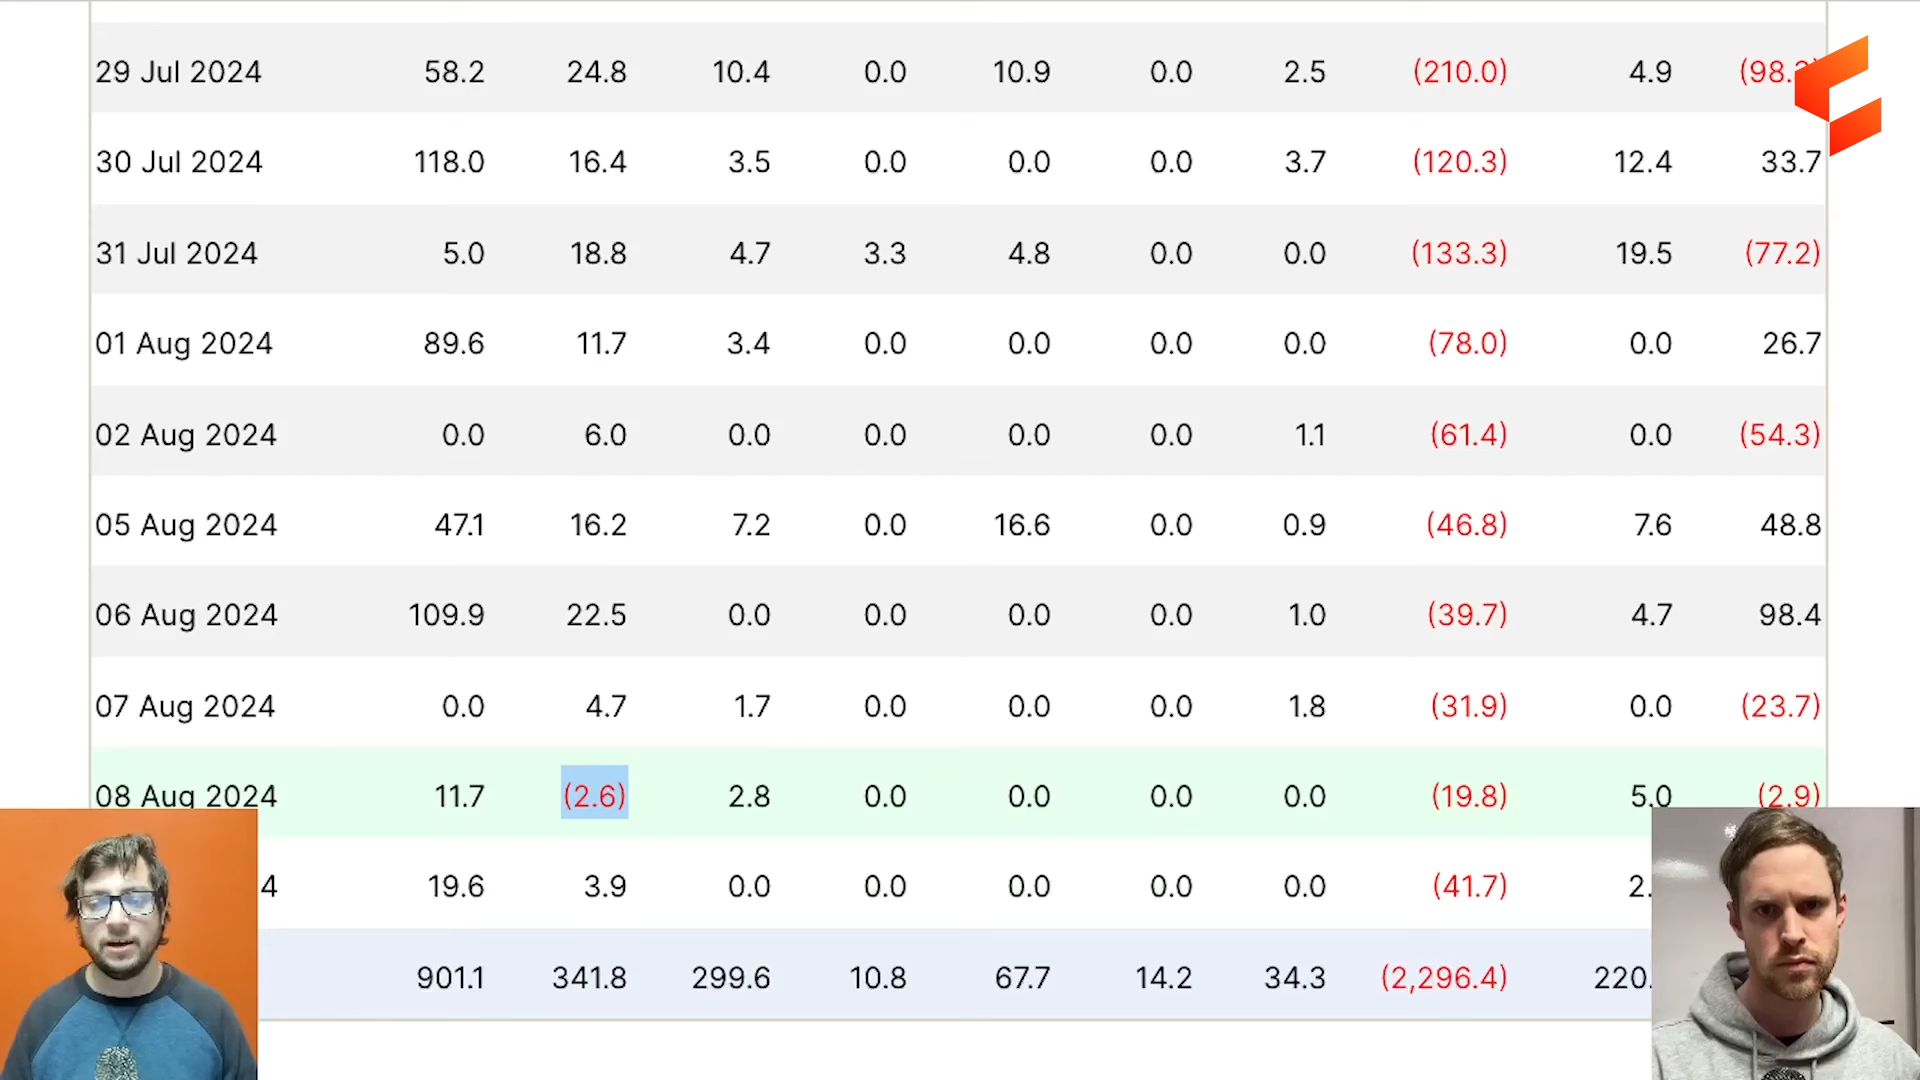 29 Jul 2024 58.2 24.8 10.4 0.0 10.9 0.0 2.5 (210.0) 4.9 (98.
30 Jul 2024 118.0 16.4 3.5 0.0 0.0 0.0 3.7 (120.3) 12.4 33.7
31 Jul 2024 5.0 18.8 4.7 3.3 4.8 0.0 0.0 (133.3) 19.5 (77.2)
01 Aug 2024 89.6 11.7 3.4 0.0 0.0 0.0 0.0 (78.0) 0.0 26.7
02 Aug 2024 0.0 6.0 0.0 0.0 0.0 0.0 1.1 (61.4) 0.0 (54.3)
05 Aug 2024 47.1 16.2 7.2 0.0 16.6 0.0 0.9 (46.8) 7.6 48.8
06 Aug 2024 109.9 22.5 0.0 0.0 0.0 0.0 1.0 (39.7) 4.7 98.4
07 Aug 2024 0.0 4.7 1.7 0.0 0.0 0.0 1.8 (31.9) 0.0 (23.7)
08 Aug 2024 11.7 (2.6) 2.8 0.0 0.0 0.0 0.0 (19.8) 5.0 (2.9)
4 19.6 3.9 0.0 0.0 0.0 0.0 0.0 (41.7) 2.
901.1 341.8 299.6 10.8 67.7 14.2 34.3 (2,296.4) 220.